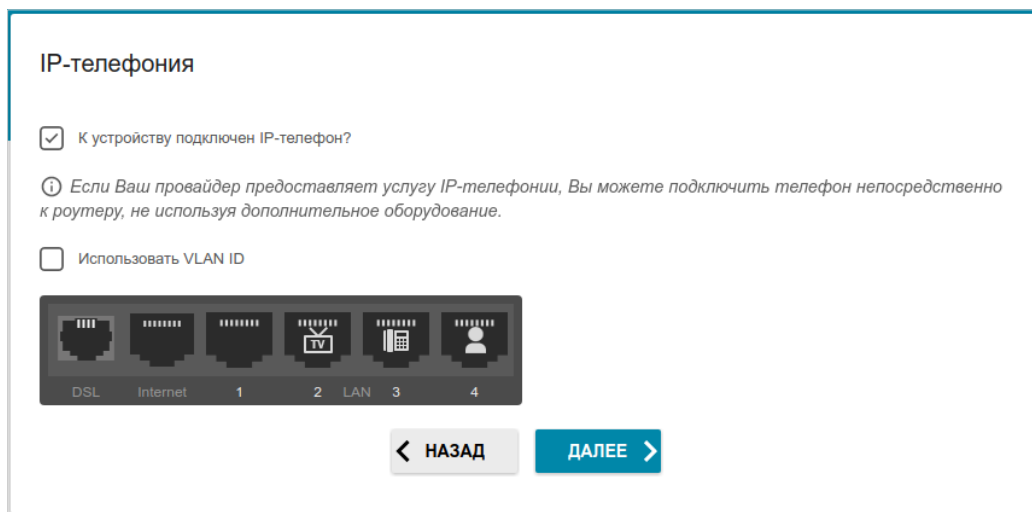 IP-телефония
К устройству подключен IP-телефон?
Если Ваш провайдер предоставляет услугу IP-телефонии, Вы можете подключить телефон непосредственно
к роутеру, не используя дополнительное оборудование.
Использовать VLAN ID
TV
DSL Internet 1 2 LAN 3 4
НАЗАД ДАЛЕЕ